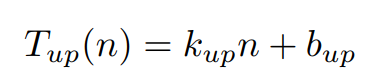 T_{up}(n) = k_{up}n + b_{up}